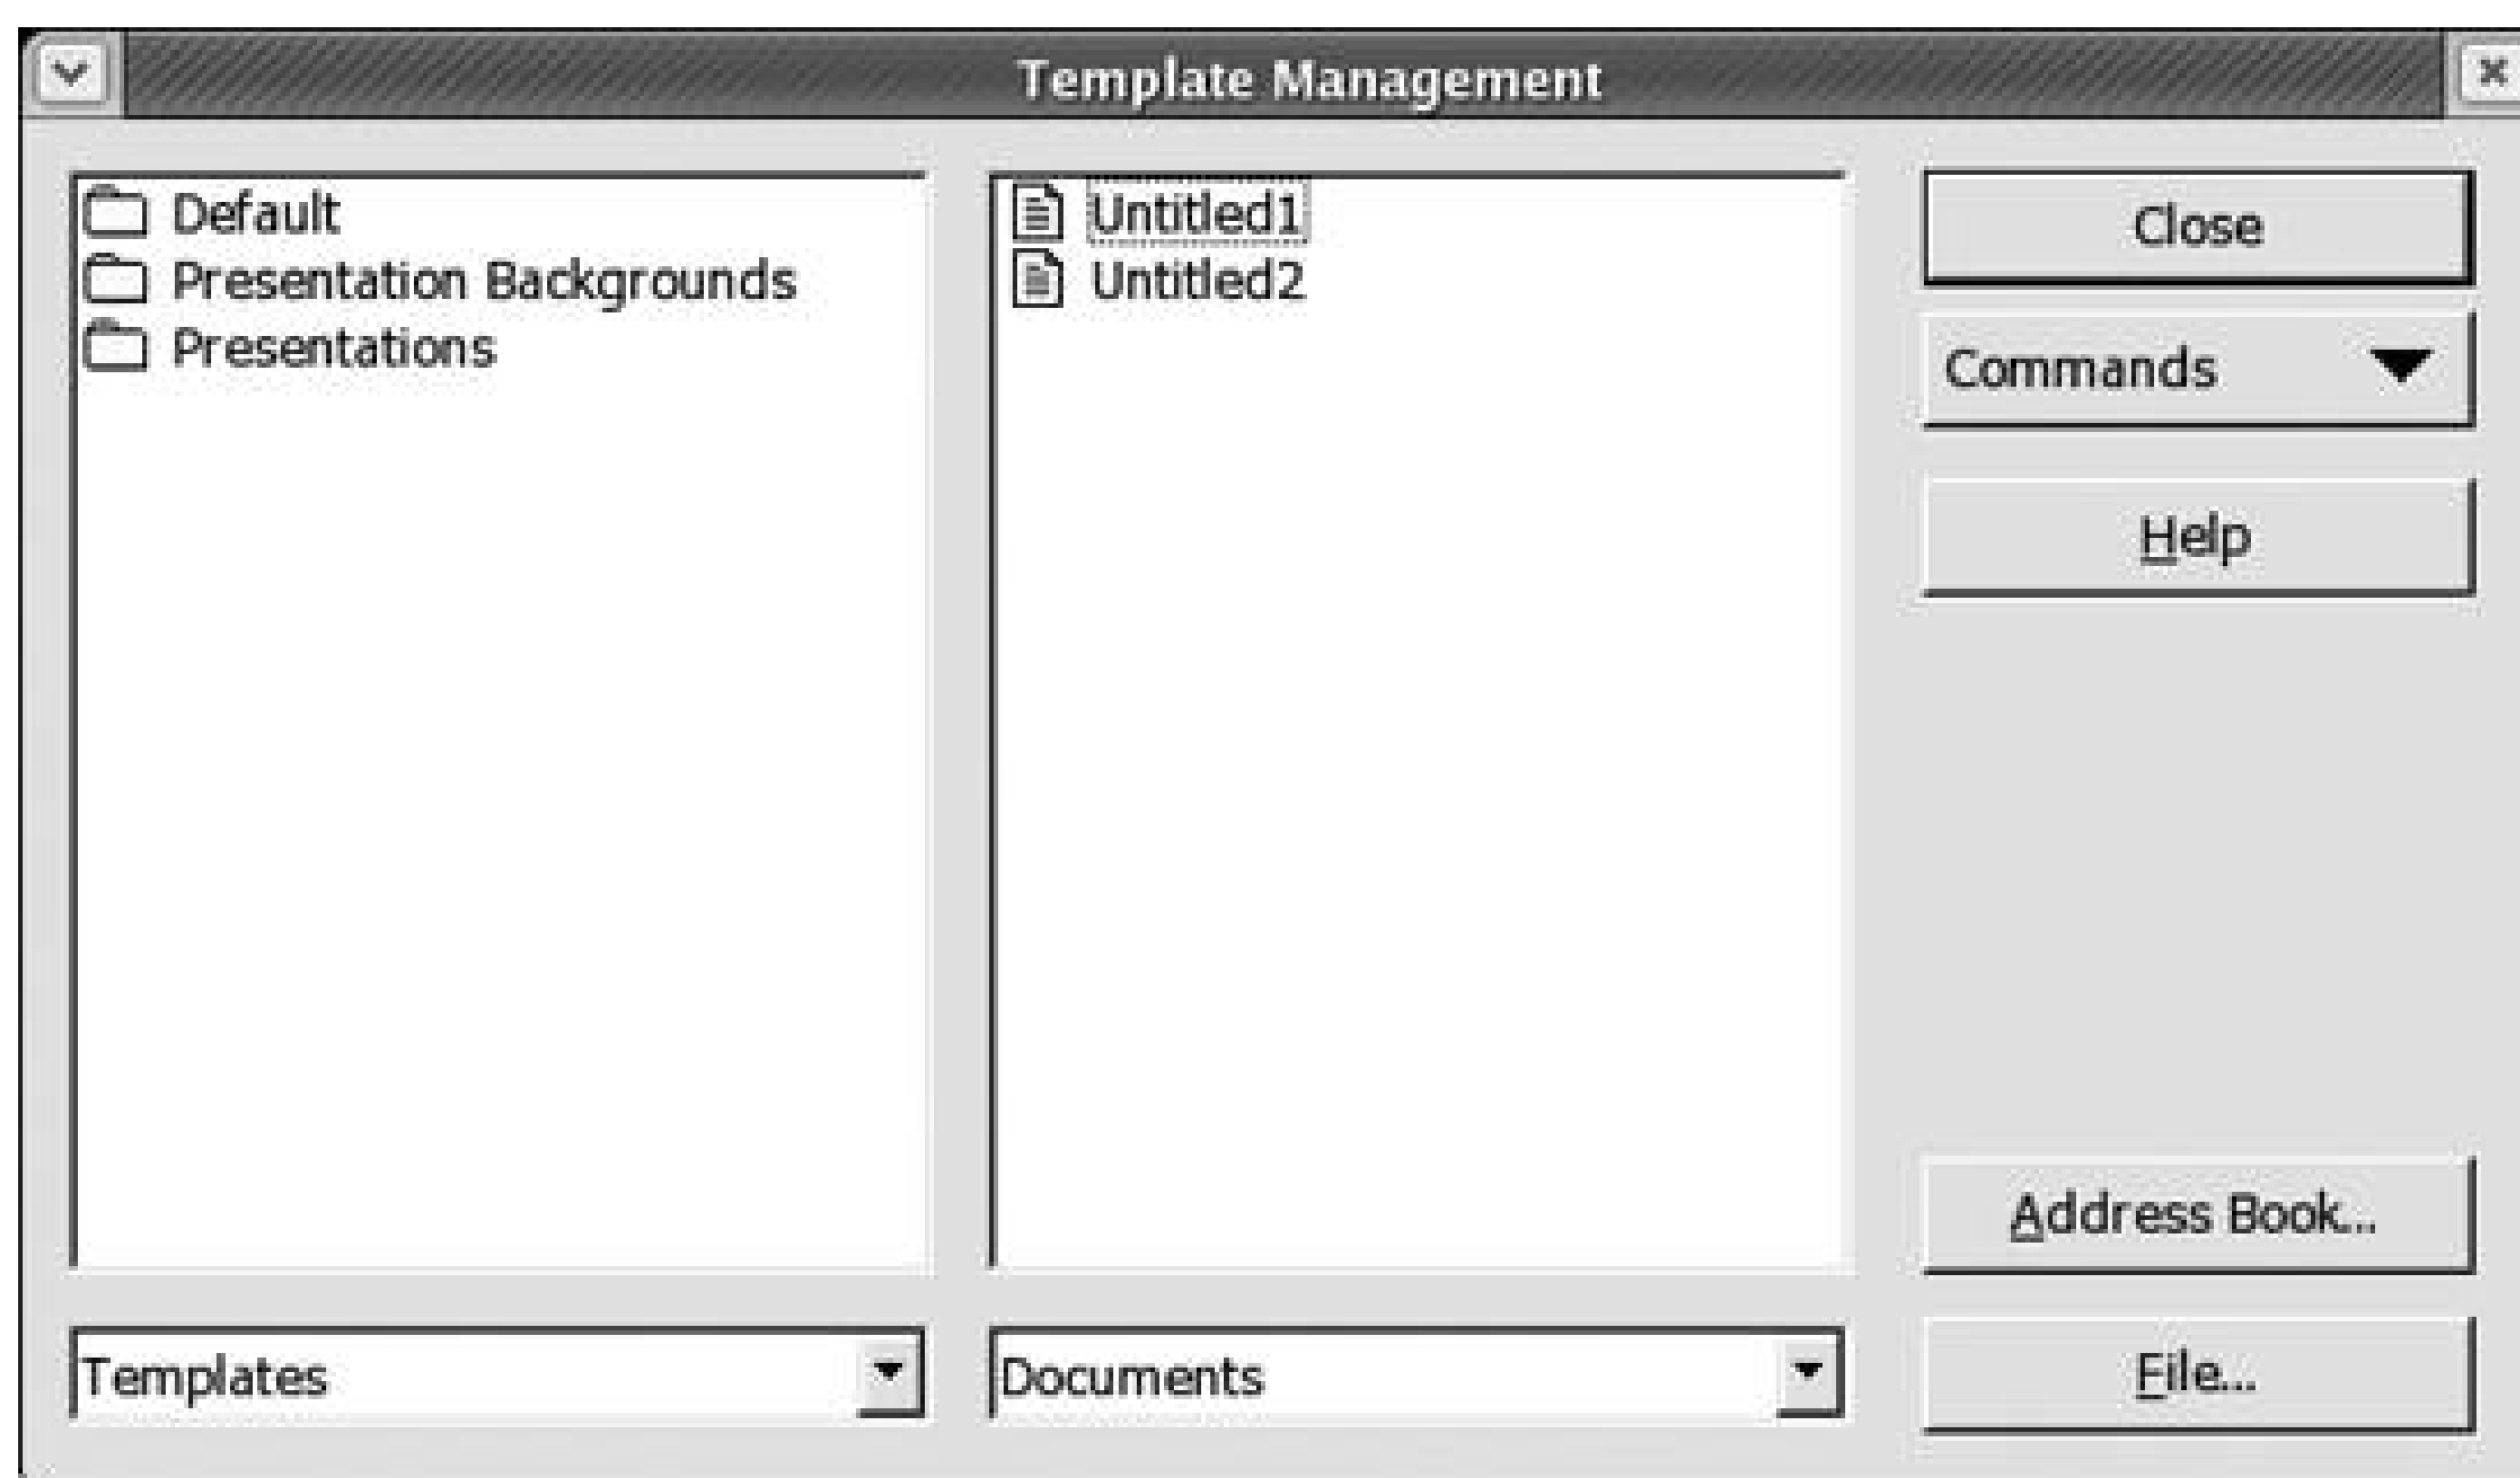 Template Management
Default
Presentation Backgrounds
Presentations
Untitled1
Untitled2
Close
Commands
Help
Address Book...
Templates
Documents
File...